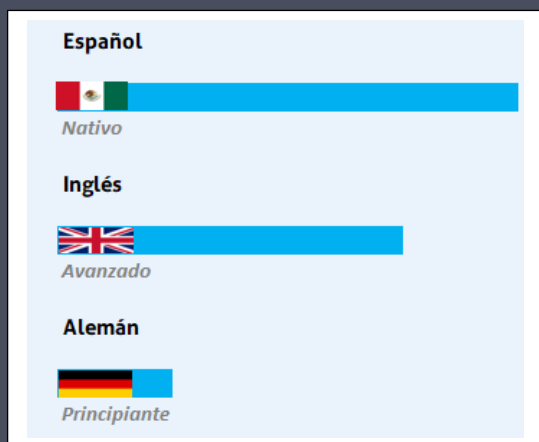 Español
Nativo
Inglés
Avanzado
Alemán
Principiante